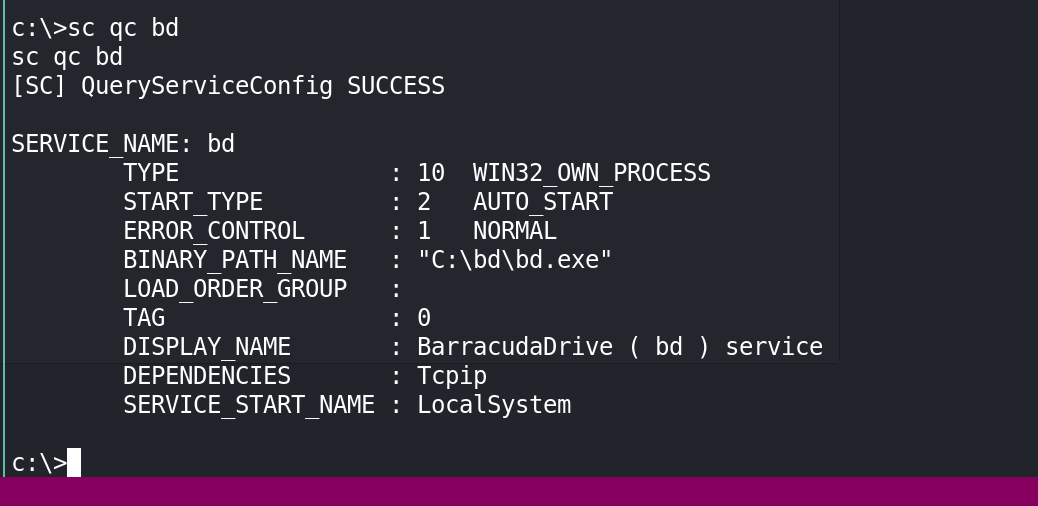 c:\>sc qc bd
sc qc bd
[SC] QueryServiceConfig SUCCESS

SERVICE_NAME: bd
        TYPE               : 10  WIN32_OWN_PROCESS
        START_TYPE         : 2   AUTO_START
        ERROR_CONTROL      : 1   NORMAL
        BINARY_PATH_NAME   : "C:\bd\bd.exe"
        LOAD_ORDER_GROUP   :
        TAG                : 0
        DISPLAY_NAME       : BarracudaDrive ( bd ) service
        DEPENDENCIES       : Tcpip
        SERVICE_START_NAME : LocalSystem

c:\>